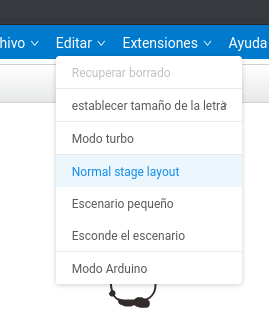 hivo Editar Extensiones Ayuda
Recuperar borrado
establecer tamaño de la letra
Modo turbo
Normal stage layout
Escenario pequeño
Esconde el escenario
Modo Arduino